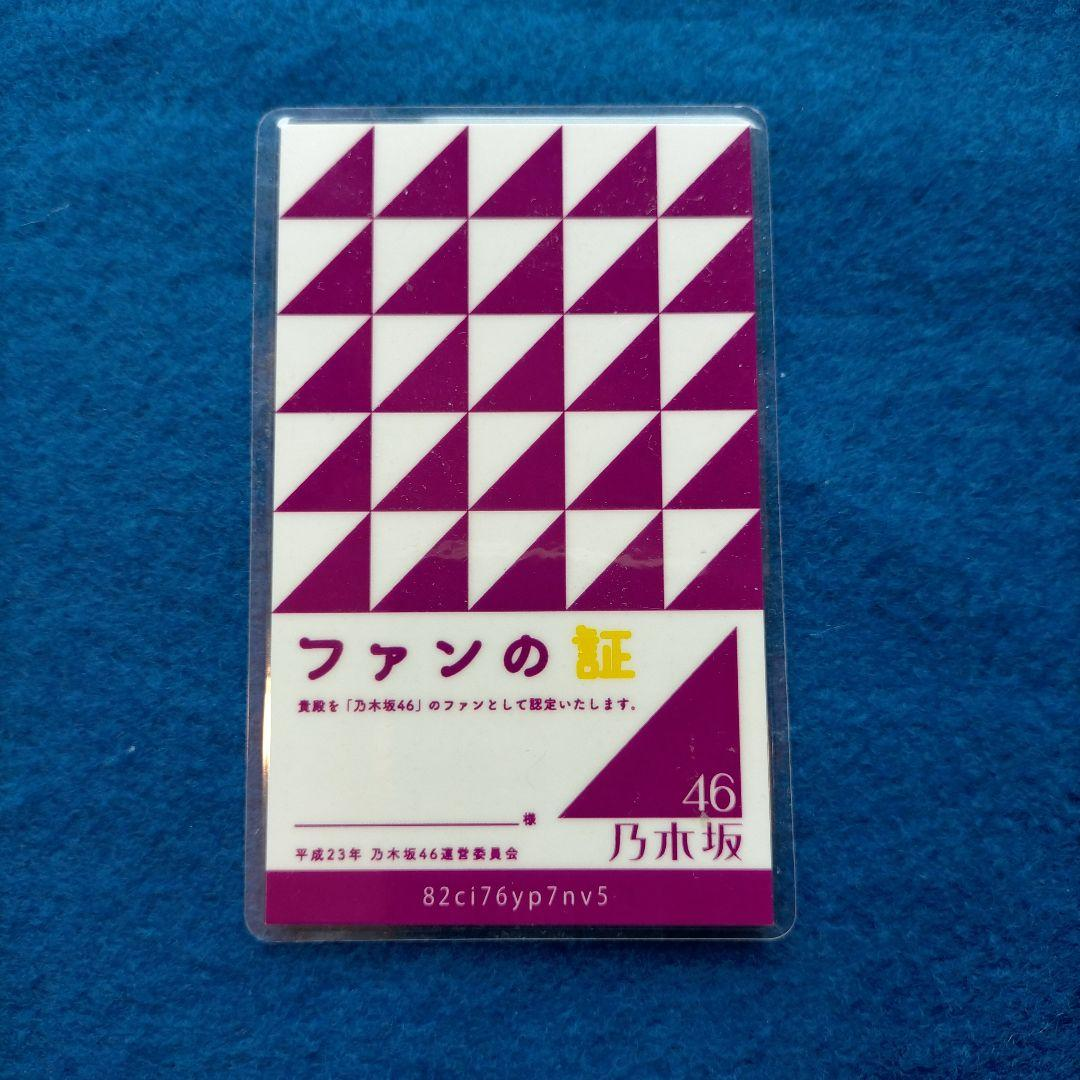 ファンの証
貴殿を「乃木坂46」のファンとして認定いたします。
様
平成23年 乃木坂46運営委員会
46
乃木坂
82ci76yp7nv5